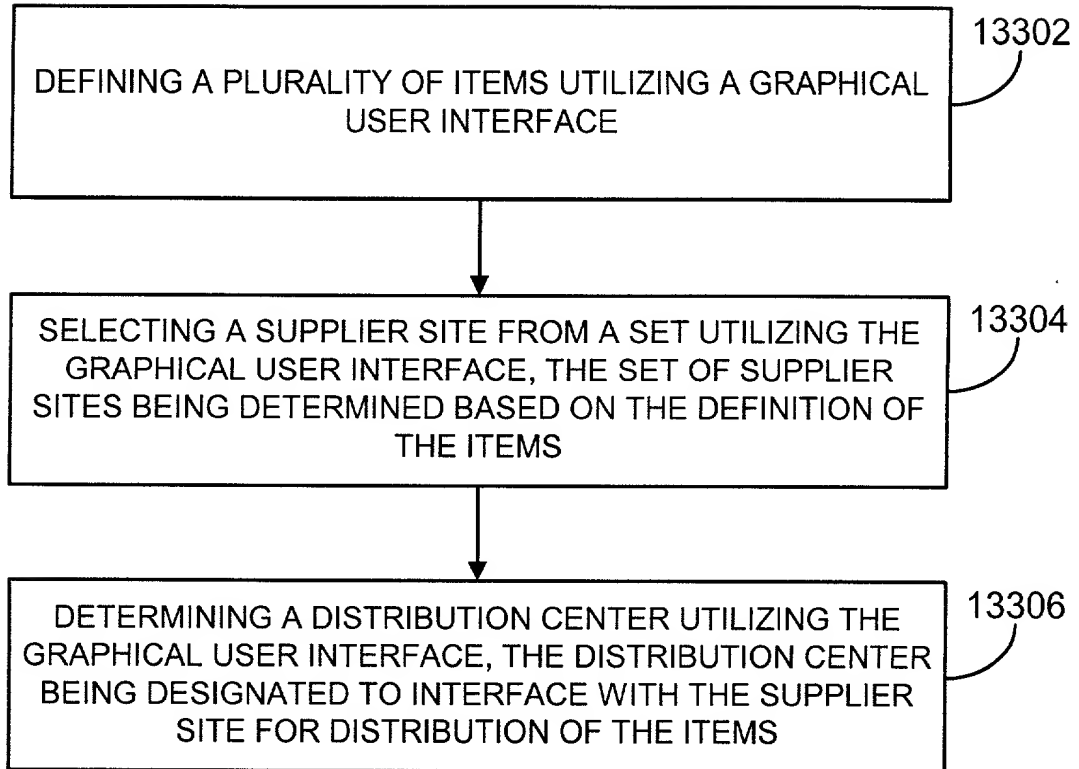 13302
DEFINING A PLURALITY OF ITEMS UTILIZING A GRAPHICAL
USER INTERFACE
13304
SELECTING A SUPPLIER SITE FROM A SET UTILIZING THE
GRAPHICAL USER INTERFACE, THE SET OF SUPPLIER
SITES BEING DETERMINED BASED ON THE DEFINITION OF
THE ITEMS
13306
DETERMINING A DISTRIBUTION CENTER UTILIZING THE
GRAPHICAL USER INTERFACE, THE DISTRIBUTION CENTER
BEING DESIGNATED TO INTERFACE WITH THE SUPPLIER
SITE FOR DISTRIBUTION OF THE ITEMS